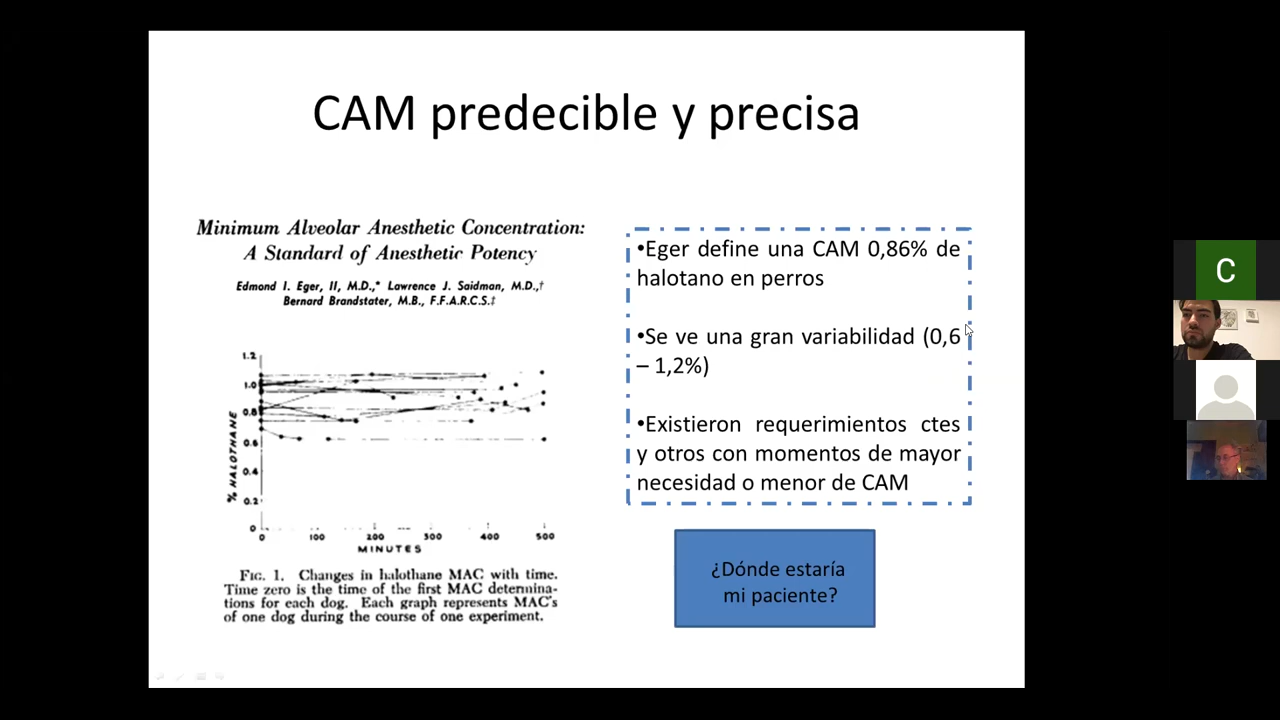 CAM predecible y precisa
Minimum Alveolar Anesthetic Concentration:
A Standard of Anesthetic Potency
Edmond I. Eger, II, M.D.,* Lawrence J. Saidman, M.D.,†
Bernard Brandstater, M.B., F.F.A.R.C.S.‡
1.2
1.0
0.8
0.6
0.4
0.2
0
% HALOTHANE
0 100 200 300 400 500
MINUTES
FIG. 1. Changes in halothane MAC with time.
Time zero is the time of the first MAC determina-
tions for each dog. Each graph represents MAC's
of one dog during the course of one experiment.
•Eger define una CAM 0,86% de
halotano en perros
•Se ve una gran variabilidad (0,6
– 1,2%)
•Existieron requerimientos ctes
y otros con momentos de mayor
necesidad o menor de CAM
¿Dónde estaría
mi paciente?
C